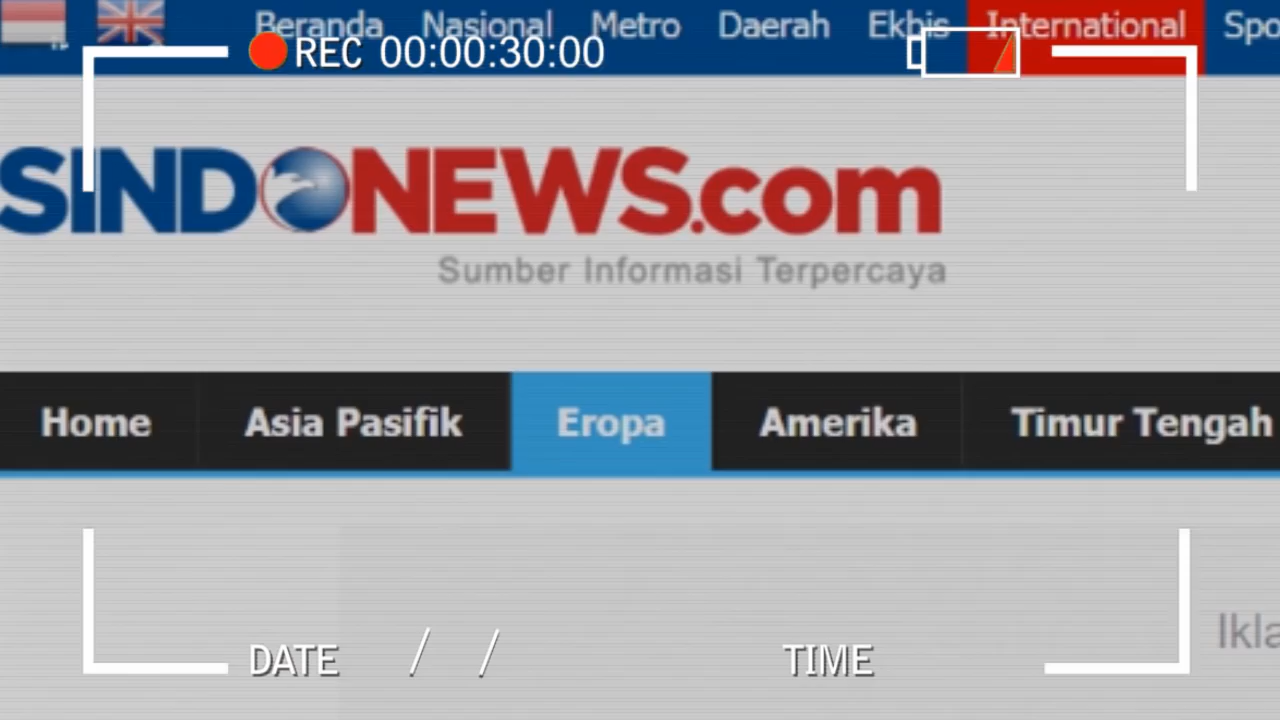 Beranda Nasional Metro Daerah Ekbis International
REC 00:00:30:00
SINDONEWS.com
Sumber Informasi Terpercaya
Home Asia Pasifik Eropa Amerika Timur Tengah
DATE / / TIME